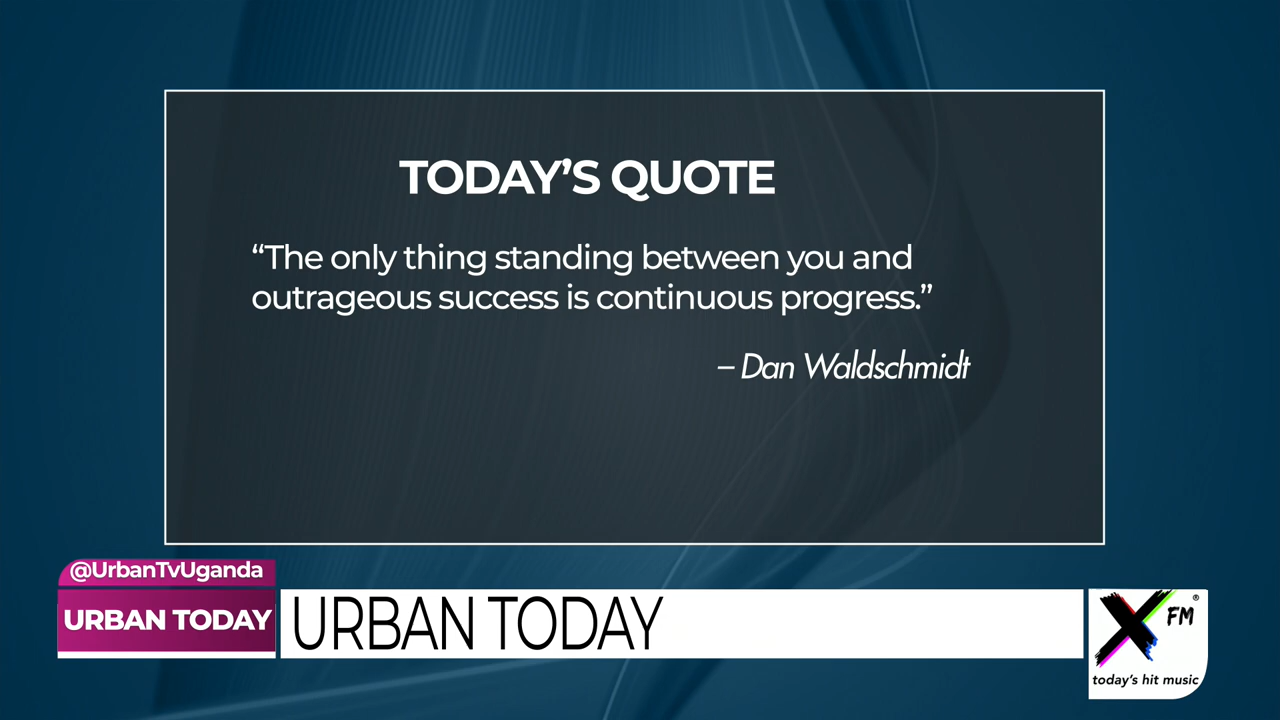 TODAY’S QUOTE
“The only thing standing between you and
outrageous success is continuous progress.”
– Dan Waldschmidt
@UrbanTvUganda
URBAN TODAY
URBAN TODAY
X FM ®
today's hit music